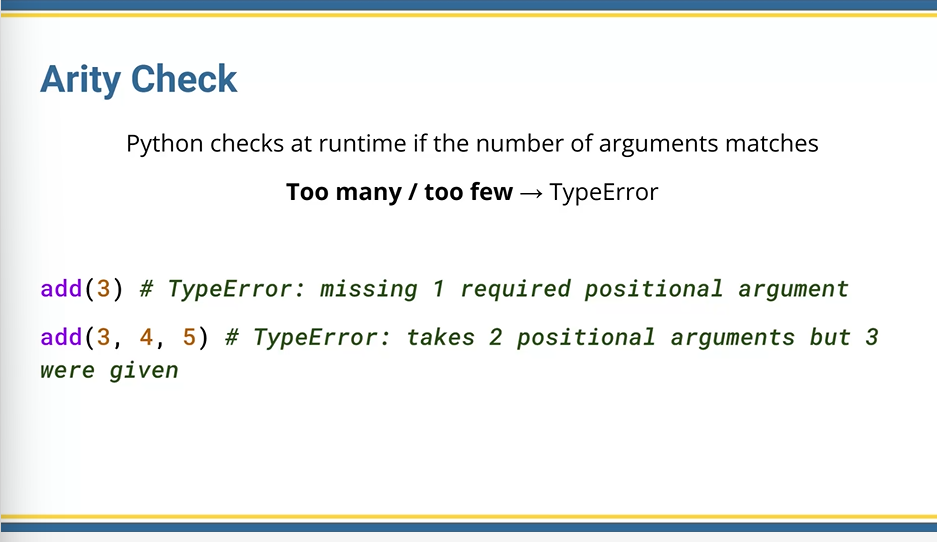 Arity Check
Python checks at runtime if the number of arguments matches
Too many / too few → TypeError
add(3) # TypeError: missing 1 required positional argument
add(3, 4, 5) # TypeError: takes 2 positional arguments but 3
were given